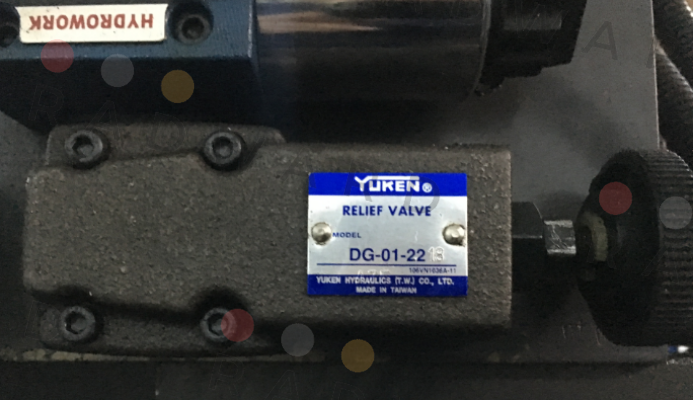 HYDROWORK
YUKEN®
RELIEF VALVE
MODEL
DG-01-22
YUKEN HYDRAULICS (T.W.) CO., LTD.
MADE IN TAIWAN